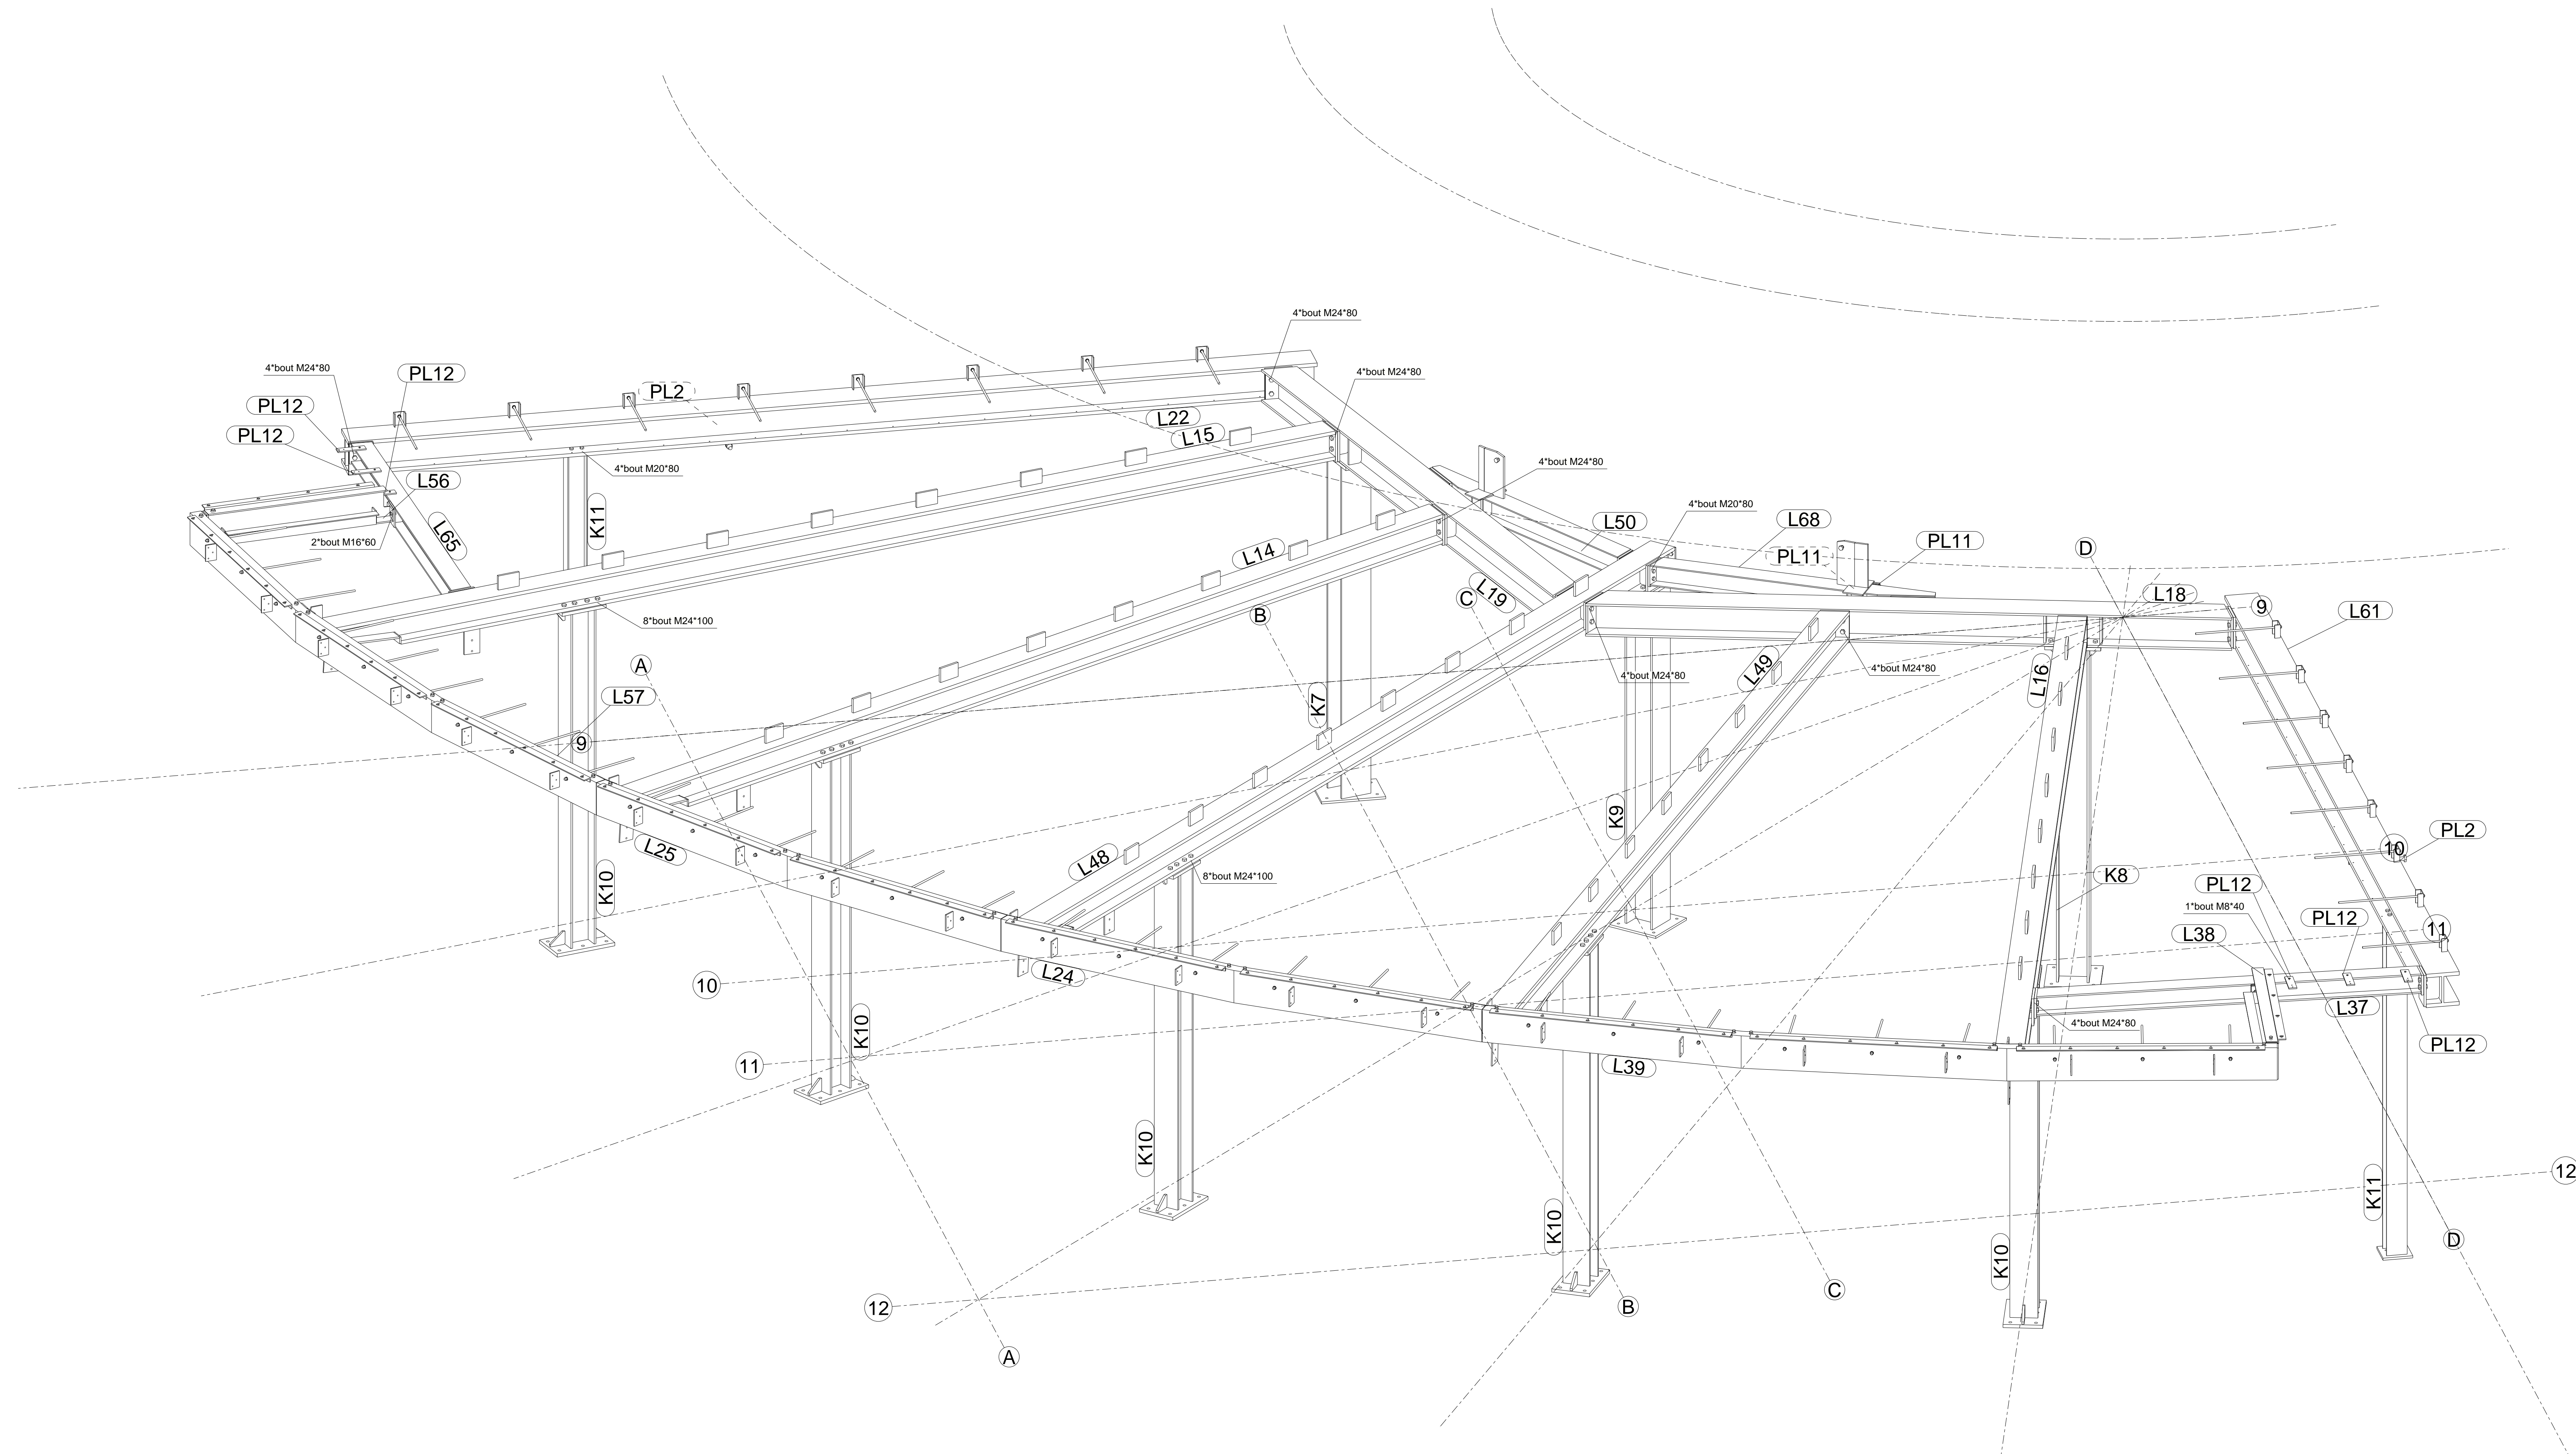 4*bout M24*80
4*bout M24*80
4*bout M24*80
PL12
PL2
PL12
L22
PL12
L15
4*bout M20*80
4*bout M24*80
L56
K11
4*bout M20*80
L50
L68
L65
2*bout M16*60
PL11
PL11
L14
D
L19
C
L18
9
L61
B
8*bout M24*100
A
4*bout M24*80
4*bout M24*80
L49
L16
L57
K7
9
K9
10
PL2
L25
L48
K10
8*bout M24*100
K8
PL12
1*bout M8*40
PL12
11
L38
L24
10
L37
4*bout M24*80
K10
PL12
11
L39
K10
12
K11
K10
D
K10
C
12
B
A